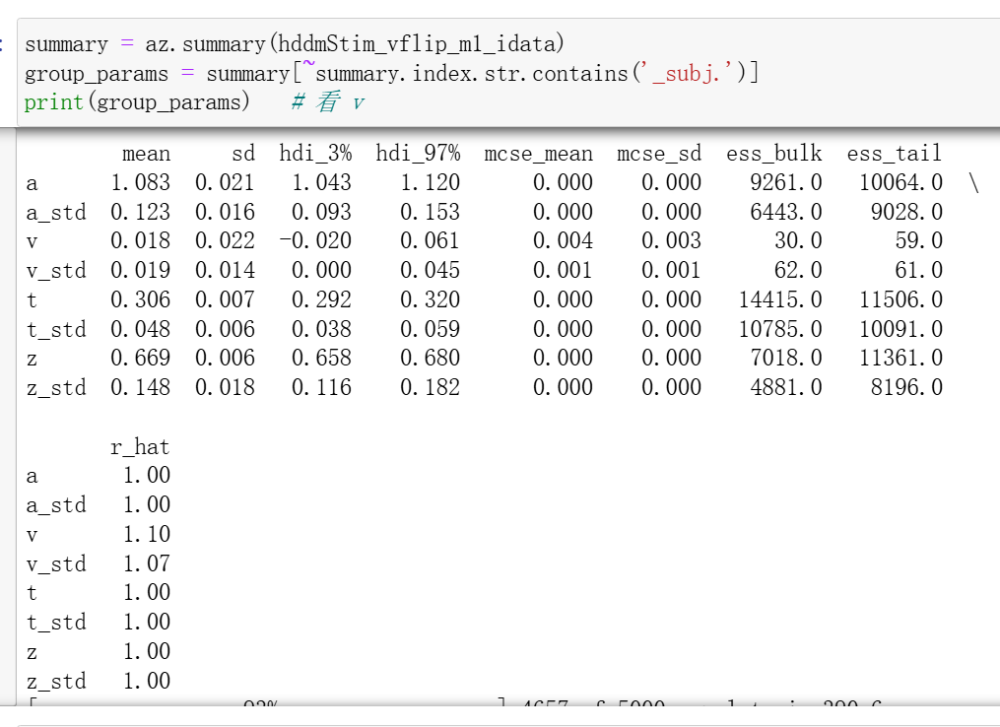 :
summary = az.summary(hddmStim_vflip_m1_idata)
group_params = summary[~summary.index.str.contains('_subj.')]
print(group_params)   # 看 v
mean sd hdi_3% hdi_97% mcse_mean mcse_sd ess_bulk ess_tail
a 1.083 0.021 1.043 1.120 0.000 0.000 9261.0 10064.0 \
a_std 0.123 0.016 0.093 0.153 0.000 0.000 6443.0 9028.0
v 0.018 0.022 -0.020 0.061 0.004 0.003 30.0 59.0
v_std 0.019 0.014 0.000 0.045 0.001 0.001 62.0 61.0
t 0.306 0.007 0.292 0.320 0.000 0.000 14415.0 11506.0
t_std 0.048 0.006 0.038 0.059 0.000 0.000 10785.0 10091.0
z 0.669 0.006 0.658 0.680 0.000 0.000 7018.0 11361.0
z_std 0.148 0.018 0.116 0.182 0.000 0.000 4881.0 8196.0
r_hat
a 1.00
a_std 1.00
v 1.10
v_std 1.07
t 1.00
t_std 1.00
z 1.00
z_std 1.00